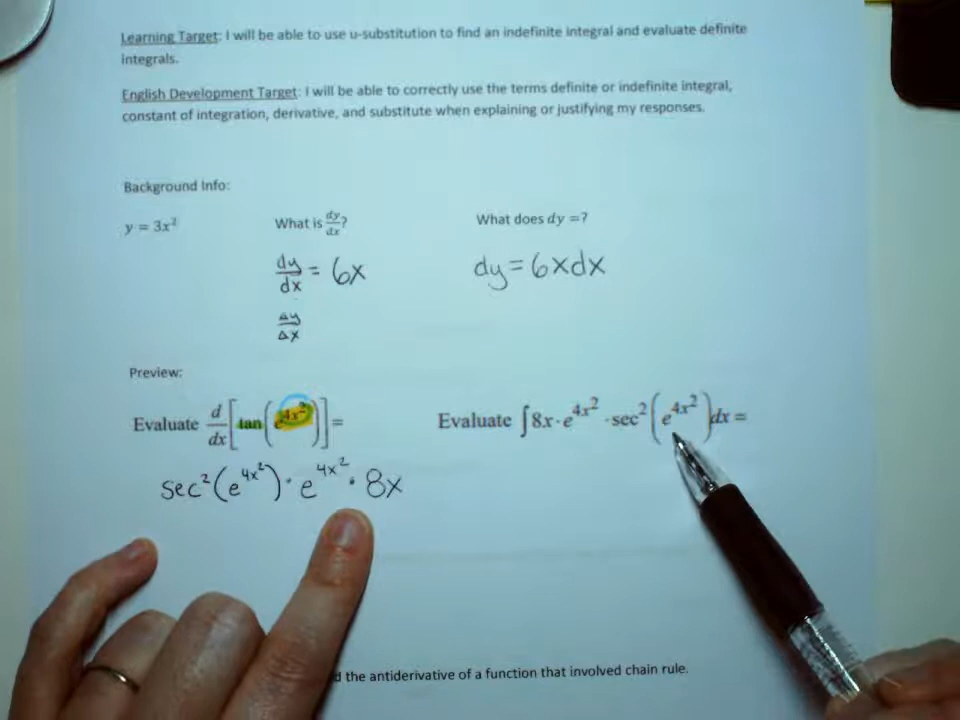 Learning Target: I will be able to use u-substitution to find an indefinite integral and evaluate definite
integrals.
English Development Target: I will be able to correctly use the terms definite or indefinite integral,
constant of integration, derivative, and substitute when explaining or justifying my responses.
Background Info:
y = 3x² What is dy/dx? What does dy =?
dy/dx = 6x dy = 6xdx
Δy/Δx
Preview:
Evaluate d/dx[tan(e^{4x²})] = Evaluate ∫8x · e^{4x²} · sec²(e^{4x²})dx =
sec²(e^{4x²}) · e^{4x²} · 8x
the antiderivative of a function that involved chain rule.